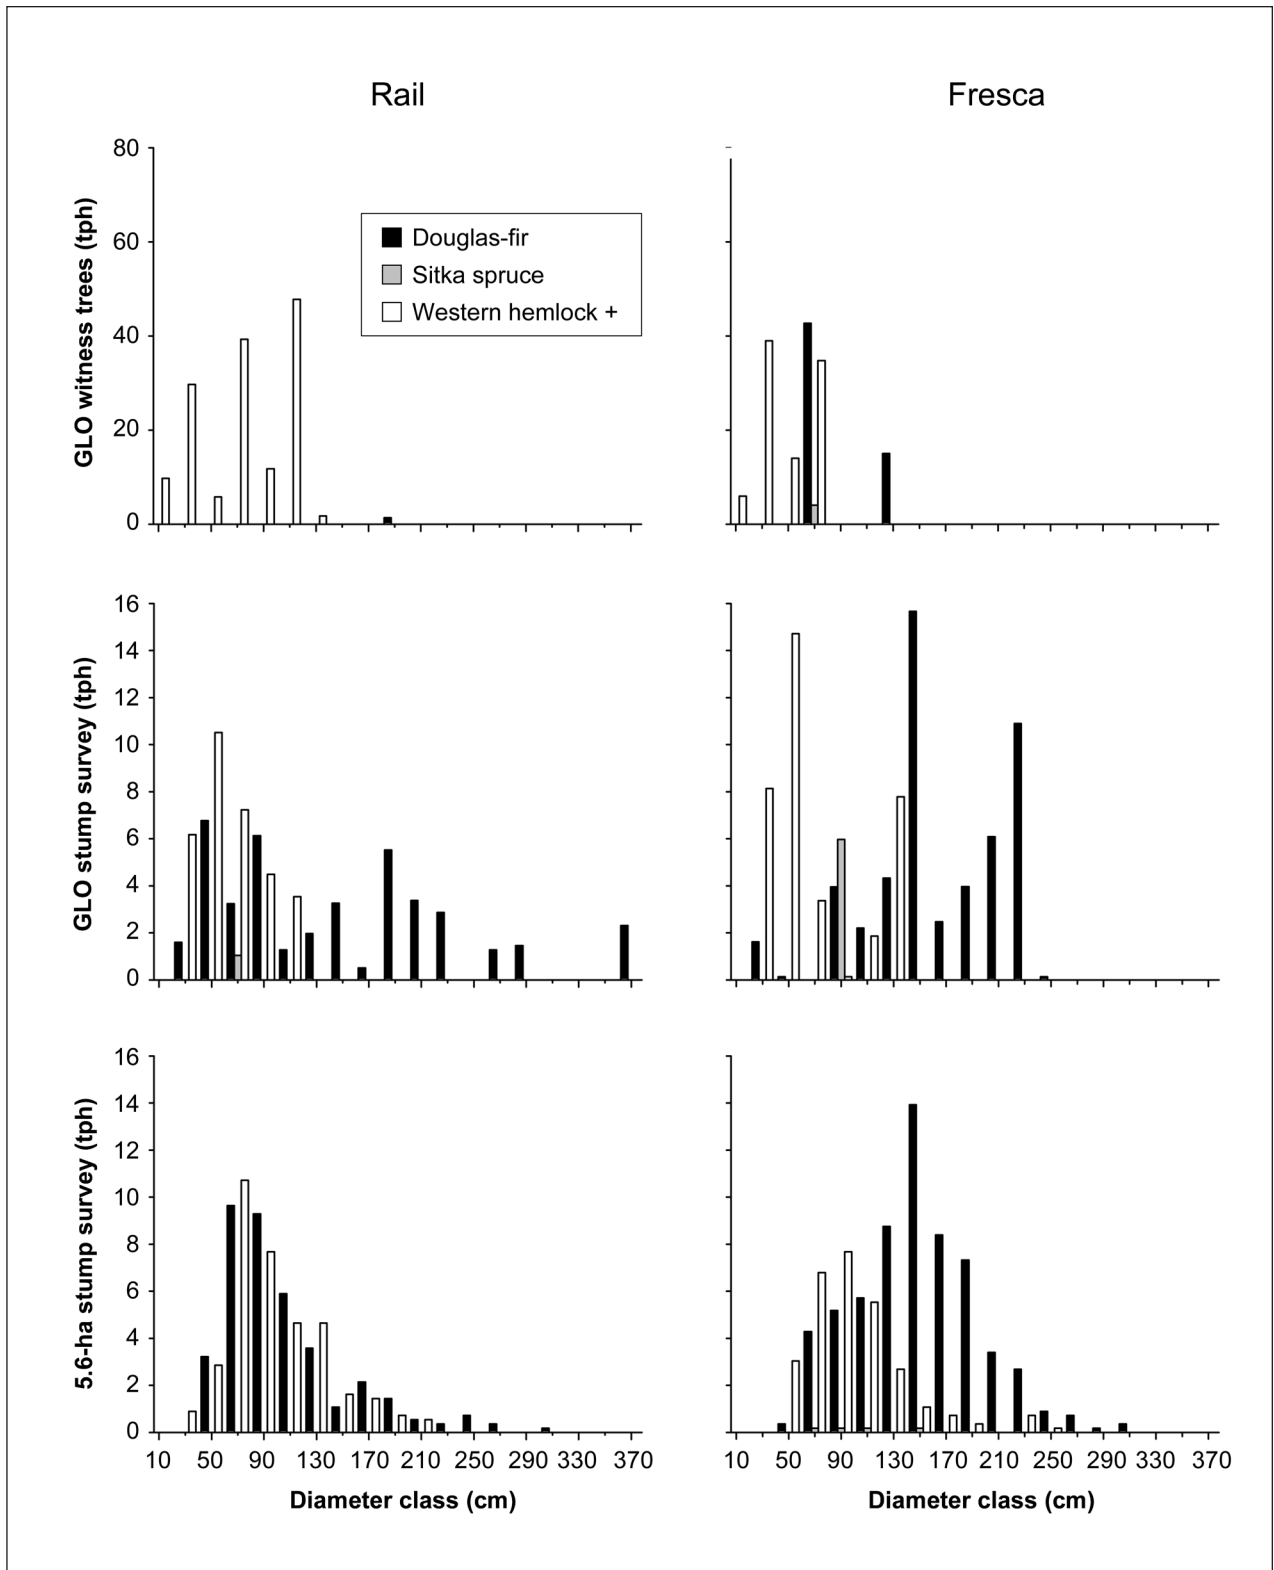 Rail Fresca
80
60
40
20
0
GLO witness trees (tph)
Douglas-fir
Sitka spruce
Western hemlock +
16
14
12
10
8
6
4
2
0
GLO stump survey (tph)
16
14
12
10
8
6
4
2
0
5.6-ha stump survey (tph)
10 50 90 130 170 210 250 290 330 370
Diameter class (cm)
10 50 90 130 170 210 250 290 330 370
Diameter class (cm)